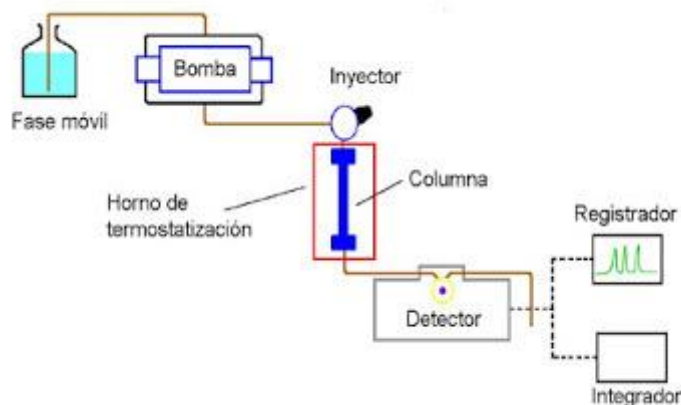 Fase móvil
Bomba
Inyector
Horno de
termostatización
Columna
Registrador
Detector
Integrador